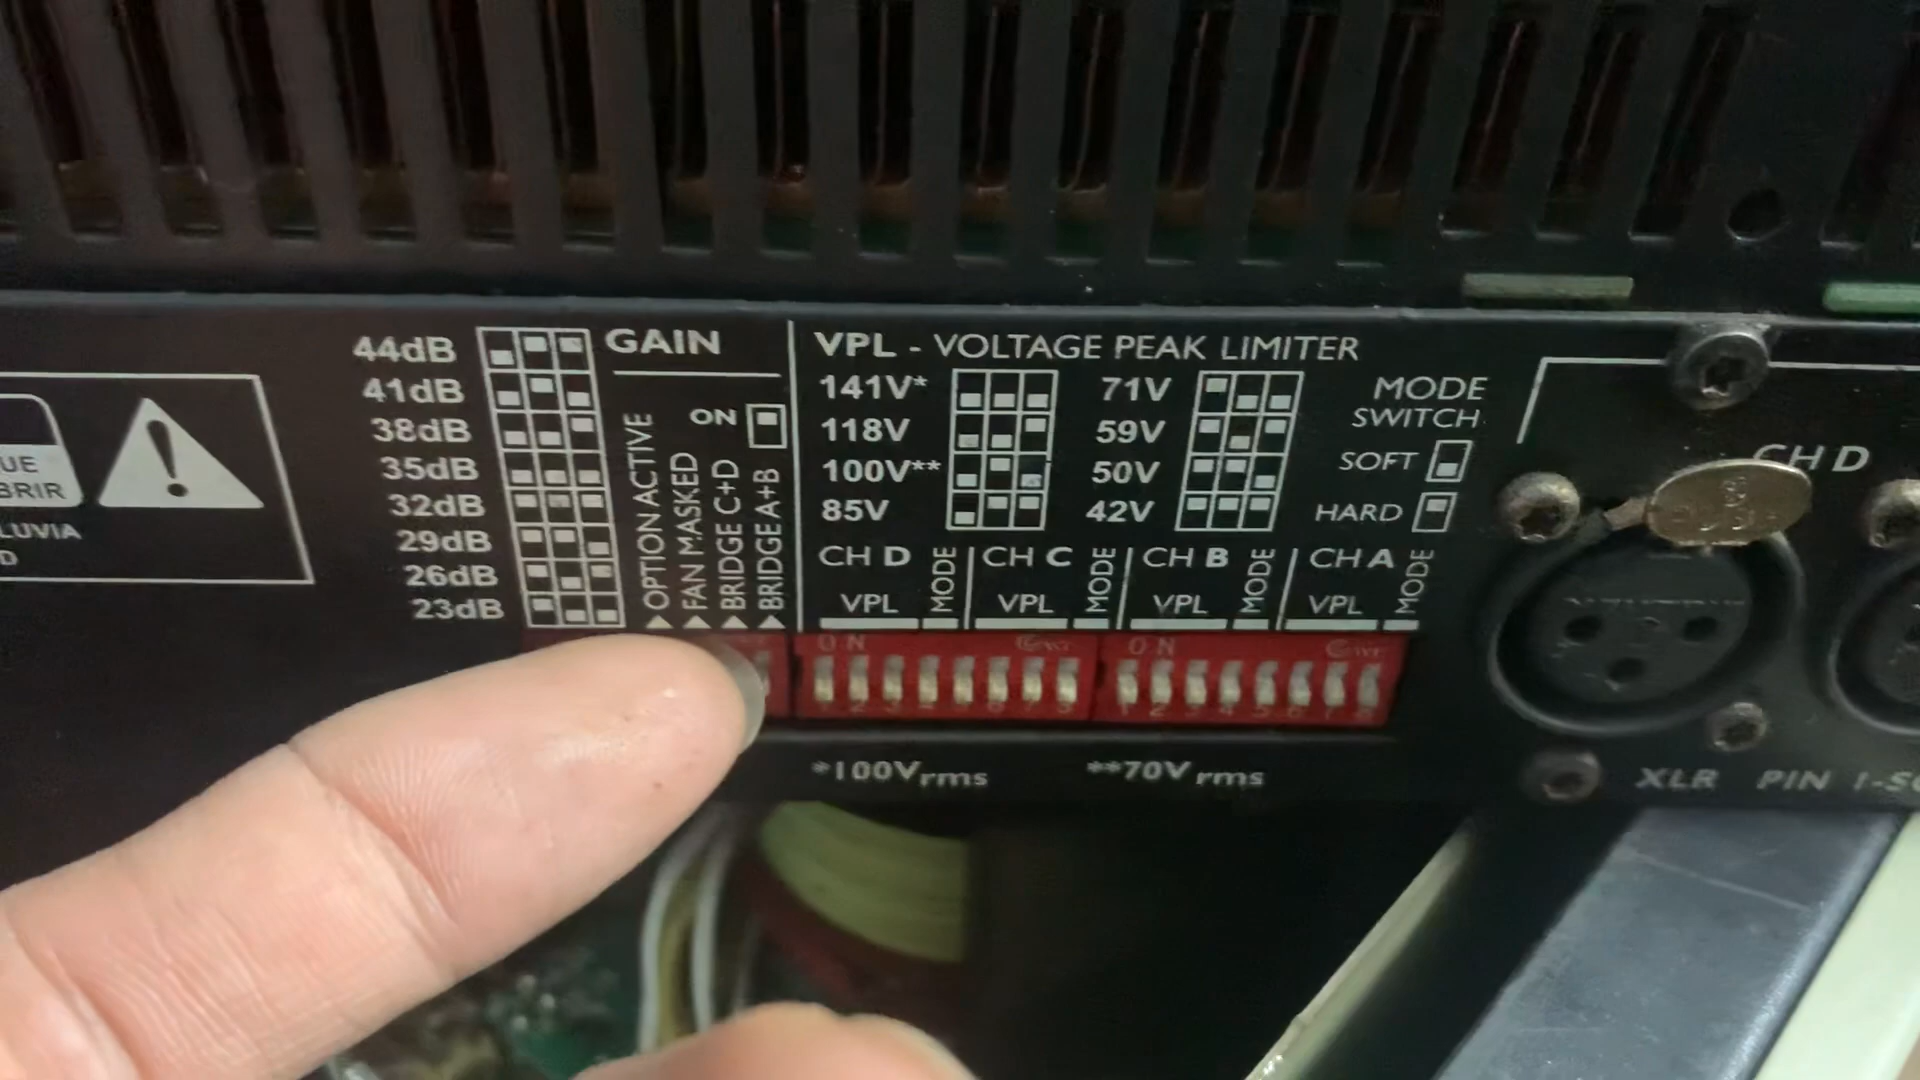 44dB
41dB
38dB
35dB
32dB
29dB
26dB
23dB
GAIN
ON
OPTION ACTIVE
FAN MASKED
BRIDGE C+D
BRIDGE A+B
VPL - VOLTAGE PEAK LIMITER
141V*
118V
100V**
85V
71V
59V
50V
42V
MODE
SWITCH
SOFT
HARD
CH D
VPL
MODE
CH C
VPL
MODE
CH B
VPL
MODE
CH A
VPL
MODE
ON
ON
*100Vrms
**70Vrms
UE
BRIR
LUVIA
D
CH D
XLR PIN 1-S